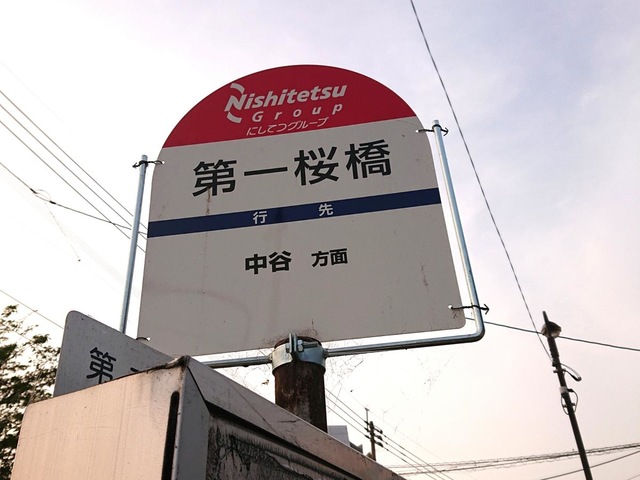 Nishitetsu
Group
にしてつグループ
第一桜橋
行先
中谷 方面
第一